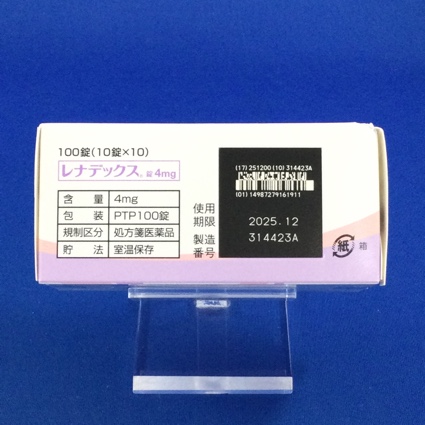 100錠(10錠×10)
レナデックス® 錠 4mg
含 量 4mg
包 装 PTP100錠
規制区分 処方箋医薬品
貯 法 室温保存
使用期限
2025.12
製造番号
314423A
(17) 251200 (10) 314423A
(01) 14987279161911
紙 箱